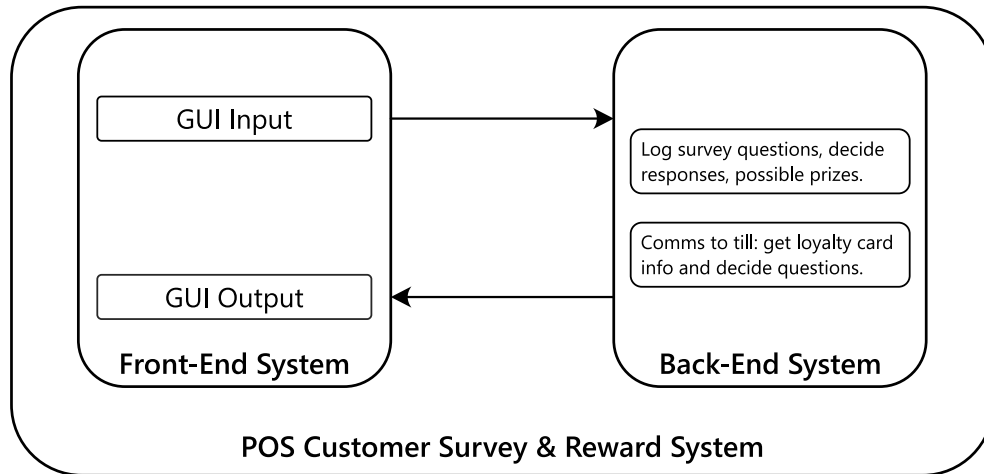 GUI Input
GUI Output
Front-End System
Log survey questions, decide
responses, possible prizes.
Comms to till: get loyalty card
info and decide questions.
Back-End System
POS Customer Survey & Reward System